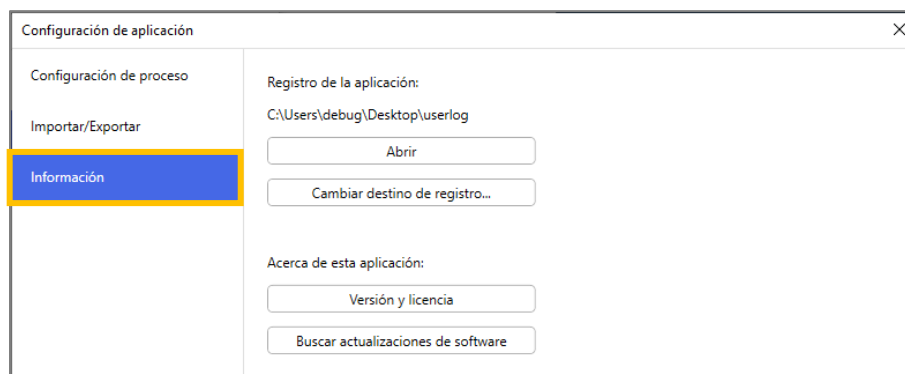 Configuración de aplicación
Configuración de proceso
Importar/Exportar
Información
Registro de la aplicación:
C:\Users\debug\Desktop\userlog
Abrir
Cambiar destino de registro...
Acerca de esta aplicación:
Versión y licencia
Buscar actualizaciones de software